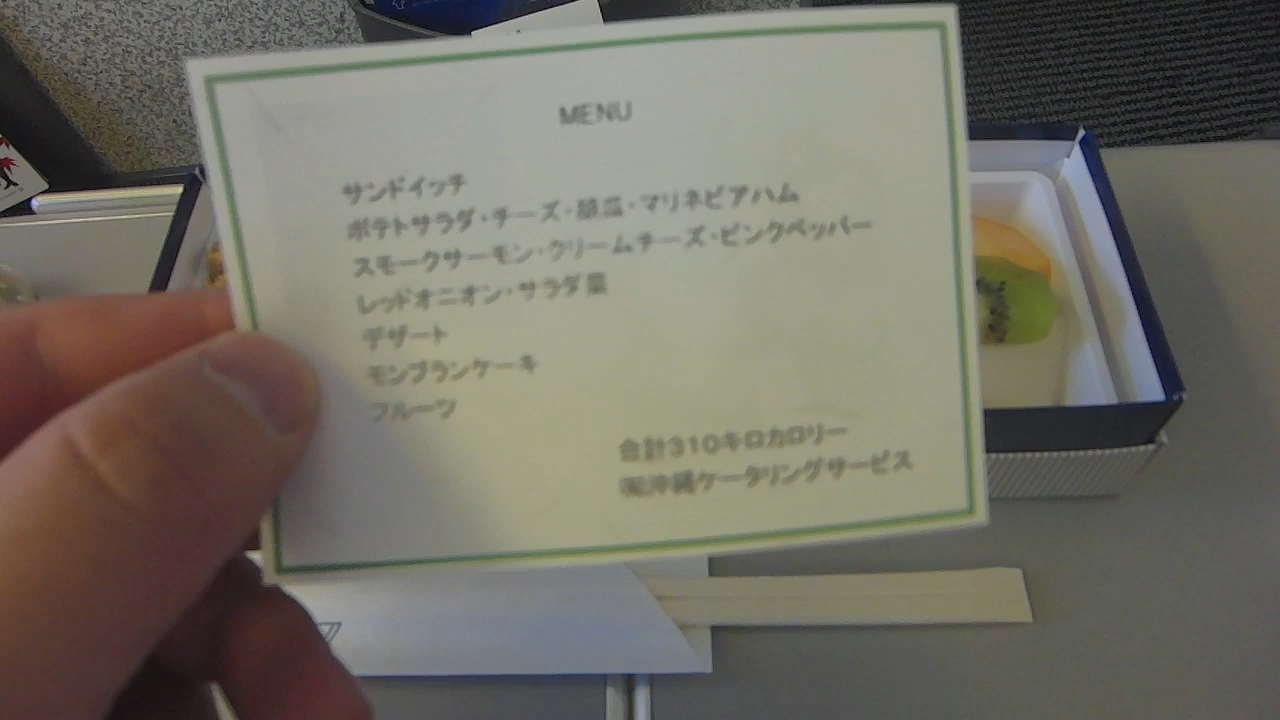 MENU
サンドイッチ
ポテトサラダ・チーズ・胡瓜・マリネビアハム
スモークサーモン・クリームチーズ・ピンクペッパー
レッドオニオン・サラダ菜
デザート
モンブランケーキ
フルーツ
合計310キロカロリー
㈱沖縄ケータリングサービス